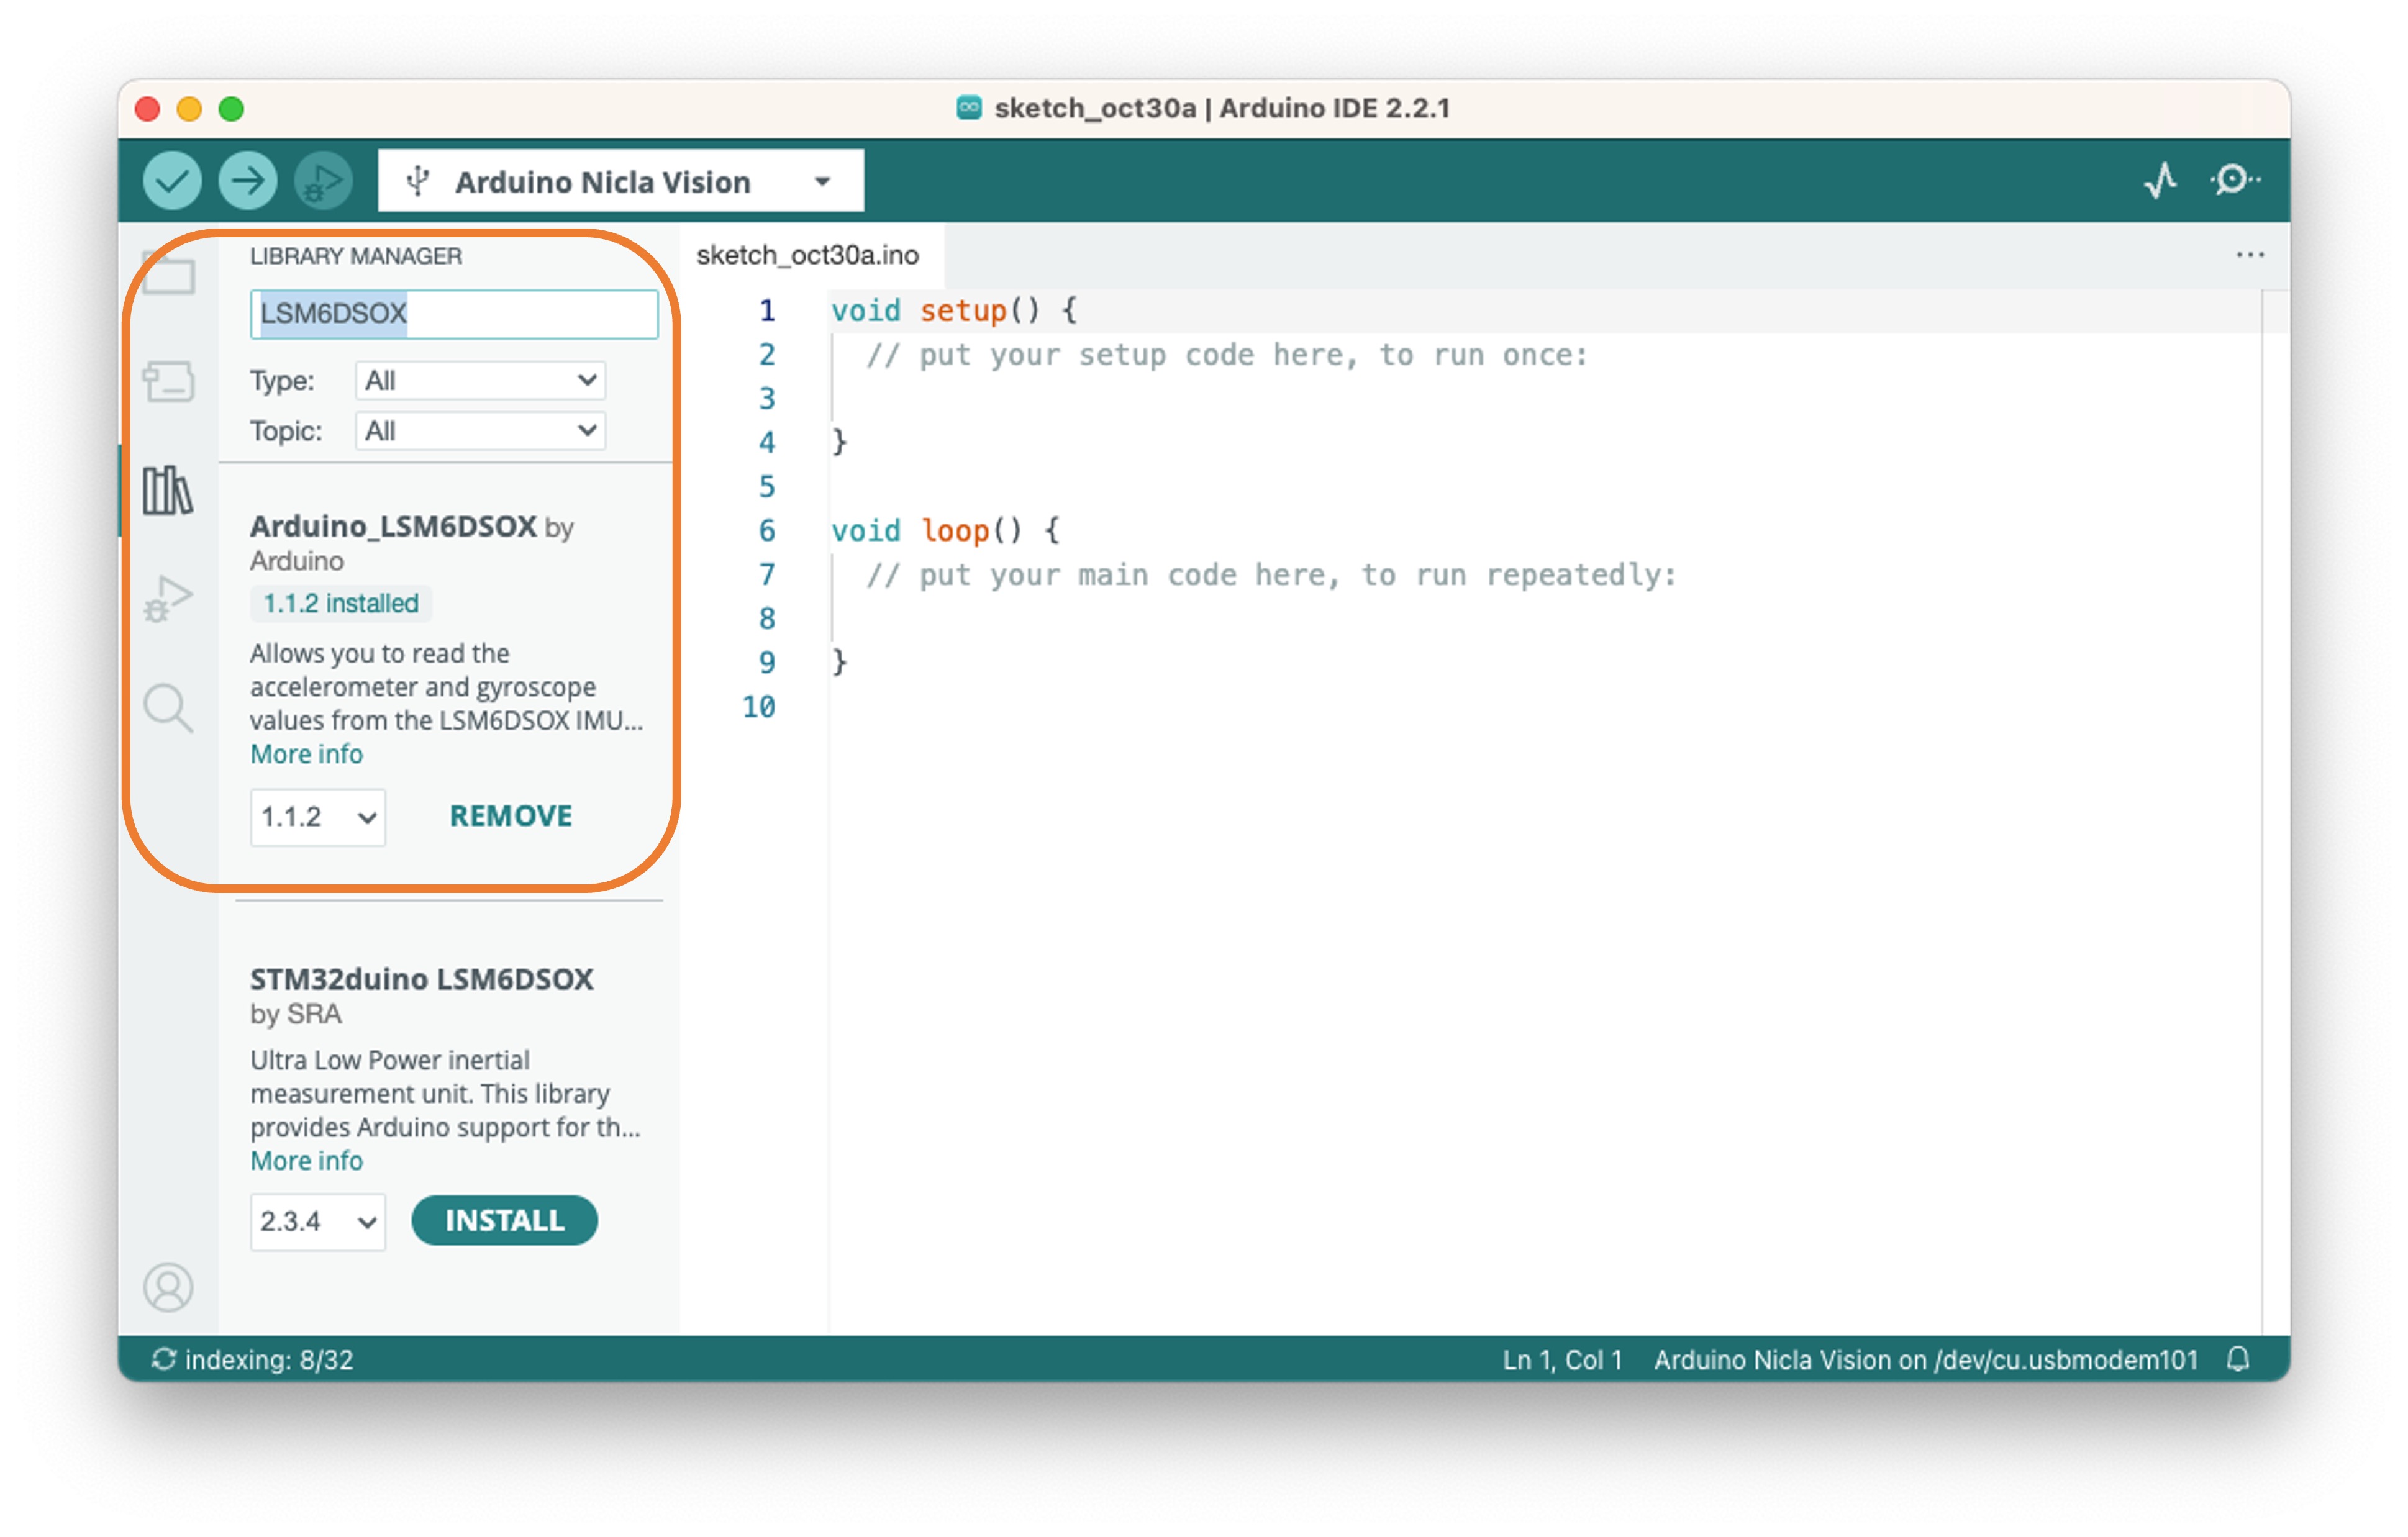 sketch_oct30a | Arduino IDE 2.2.1
Arduino Nicla Vision
LIBRARY MANAGER
LSM6DSOX
Type: All
Topic: All
Arduino_LSM6DSOX by
Arduino
1.1.2 installed
Allows you to read the
accelerometer and gyroscope
values from the LSM6DSOX IMU...
More info
1.1.2 REMOVE
STM32duino LSM6DSOX
by SRA
Ultra Low Power inertial
measurement unit. This library
provides Arduino support for th...
More info
2.3.4 INSTALL
sketch_oct30a.ino
1 void setup() {
2 // put your setup code here, to run once:
3
4 }
5
6 void loop() {
7 // put your main code here, to run repeatedly:
8
9 }
10
indexing: 8/32
Ln 1, Col 1 Arduino Nicla Vision on /dev/cu.usbmodem101